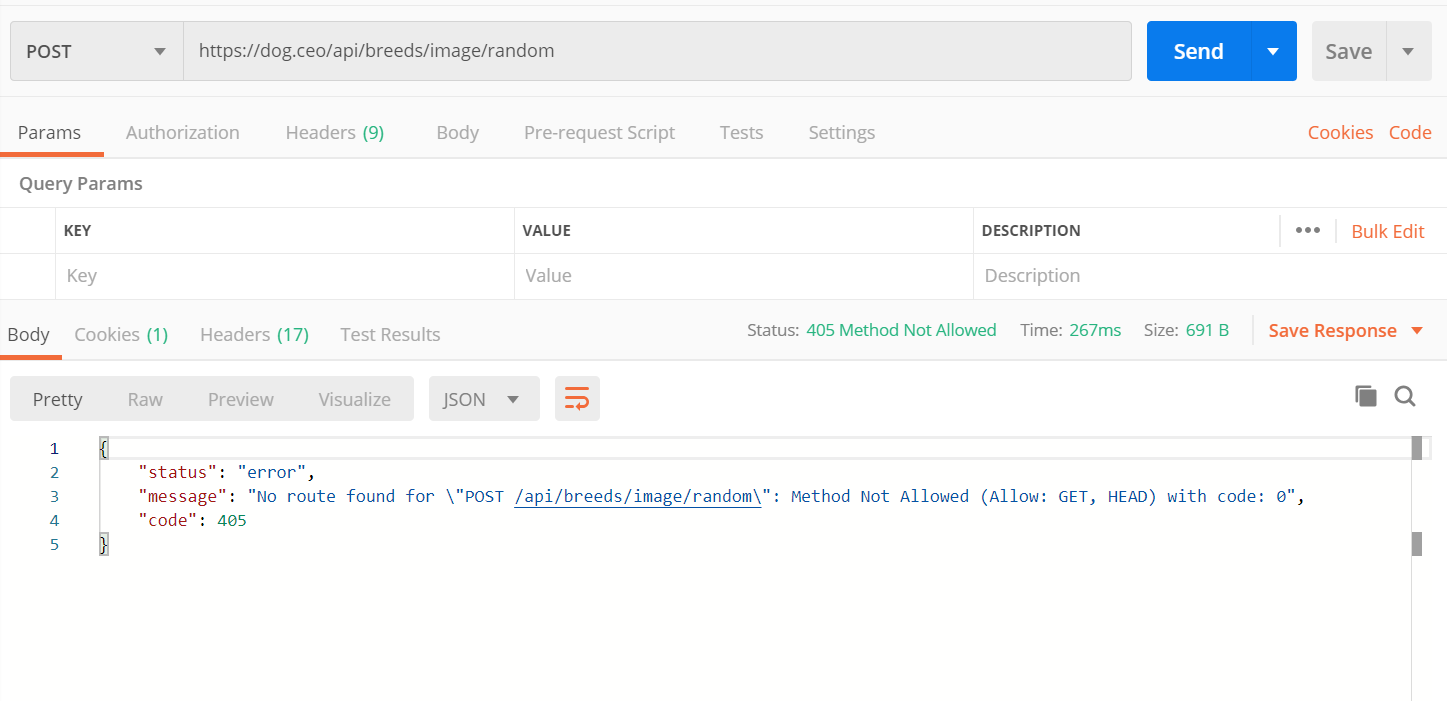 POST https://dog.ceo/api/breeds/image/random Send Save
Params Authorization Headers (9) Body Pre-request Script Tests Settings Cookies Code
Query Params
KEY VALUE DESCRIPTION ••• Bulk Edit
Key Value Description
Body Cookies (1) Headers (17) Test Results Status: 405 Method Not Allowed Time: 267ms Size: 691 B Save Response
Pretty Raw Preview Visualize JSON
1 {
2 "status": "error",
3 "message": "No route found for \"POST /api/breeds/image/random\": Method Not Allowed (Allow: GET, HEAD) with code: 0",
4 "code": 405
5 }